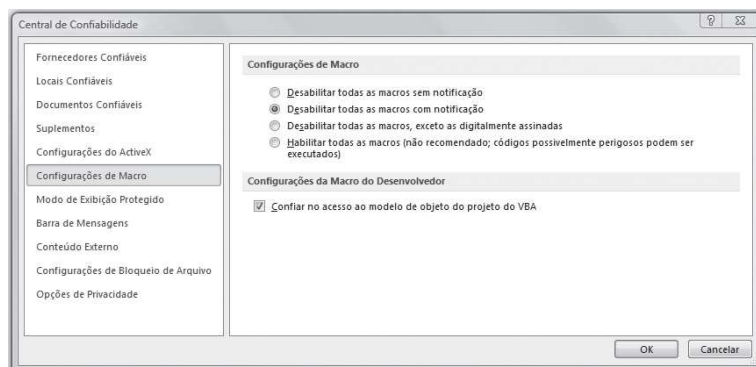 Central de Confiabilidade
Fornecedores Confiáveis
Locais Confiáveis
Documentos Confiáveis
Suplementos
Configurações do ActiveX
Configurações de Macro
Modo de Exibição Protegido
Barra de Mensagens
Conteúdo Externo
Configurações de Bloqueio de Arquivo
Opções de Privacidade
Configurações de Macro
Desabilitar todas as macros sem notificação
Desabilitar todas as macros com notificação
Desabilitar todas as macros, exceto as digitalmente assinadas
Habilitar todas as macros (não recomendado; códigos possivelmente perigosos podem ser
executados)
Configurações da Macro do Desenvolvedor
Confiar no acesso ao modelo de objeto do projeto do VBA
OK
Cancelar